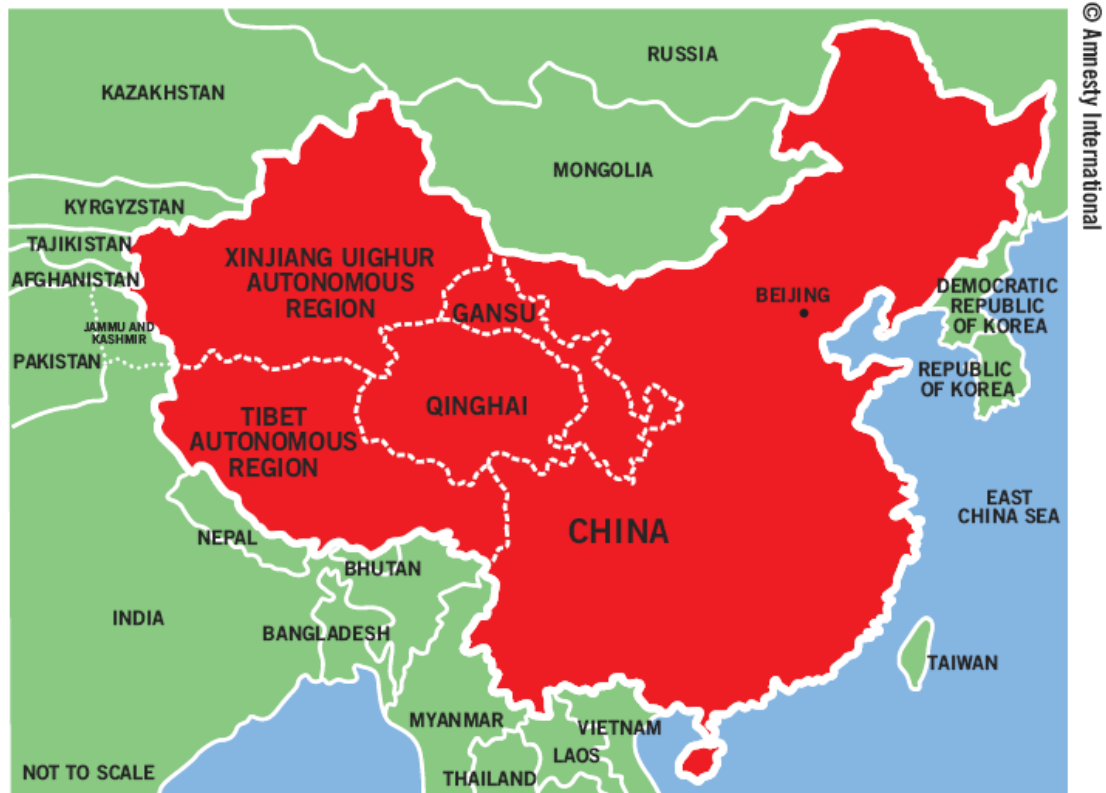 © Amnesty International
RUSSIA
KAZAKHSTAN
MONGOLIA
KYRGYZSTAN
TAJIKISTAN
XINJIANG UIGHUR
AUTONOMOUS
REGION
AFGHANISTAN
GANSU
BEIJING
DEMOCRATIC
REPUBLIC
OF KOREA
JAMMU AND
KASHMIR
PAKISTAN
REPUBLIC
OF KOREA
QINGHAI
TIBET
AUTONOMOUS
REGION
EAST
CHINA SEA
CHINA
NEPAL
BHUTAN
INDIA
BANGLADESH
TAIWAN
MYANMAR
VIETNAM
LAOS
THAILAND
NOT TO SCALE